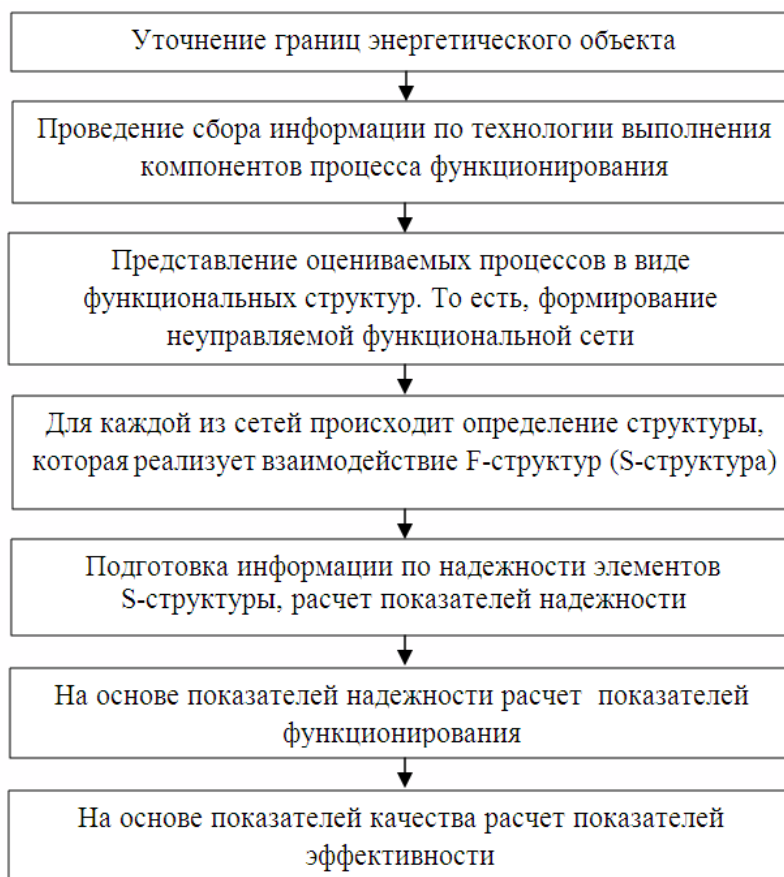 Уточнение границ энергетического объекта
Проведение сбора информации по технологии выполнения
компонентов процесса функционирования
Представление оцениваемых процессов в виде
функциональных структур. То есть, формирование
неуправляемой функциональной сети
Для каждой из сетей происходит определение структуры,
которая реализует взаимодействие F-структур (S-структура)
Подготовка информации по надежности элементов
S-структуры, расчет показателей надежности
На основе показателей надежности расчет показателей
функционирования
На основе показателей качества расчет показателей
эффективности